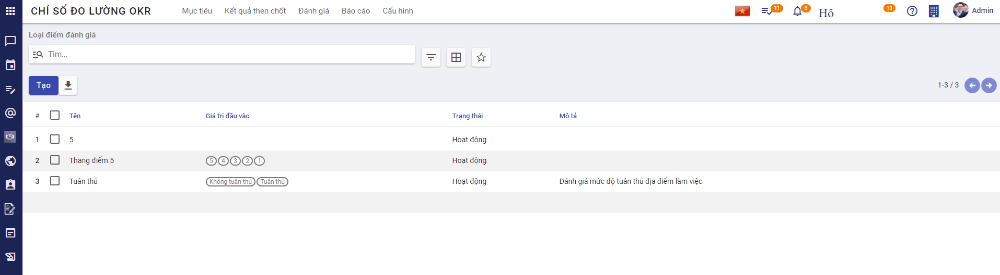 CHỈ SỐ ĐO LƯỜNG OKR Mục tiêu Kết quả then chốt Đánh giá Báo cáo Cấu hình 11 3 Hô 13 Admin
Loại điểm đánh giá
Tìm...
Tạo 1-3 / 3
# Tên Giá trị đầu vào Trạng thái Mô tả
1 5 Hoạt động
2 Thang điểm 5 5 4 3 2 1 Hoạt động
3 Tuân thủ Không tuân thủ Tuân thủ Hoạt động Đánh giá mức độ tuân thủ địa điểm làm việc